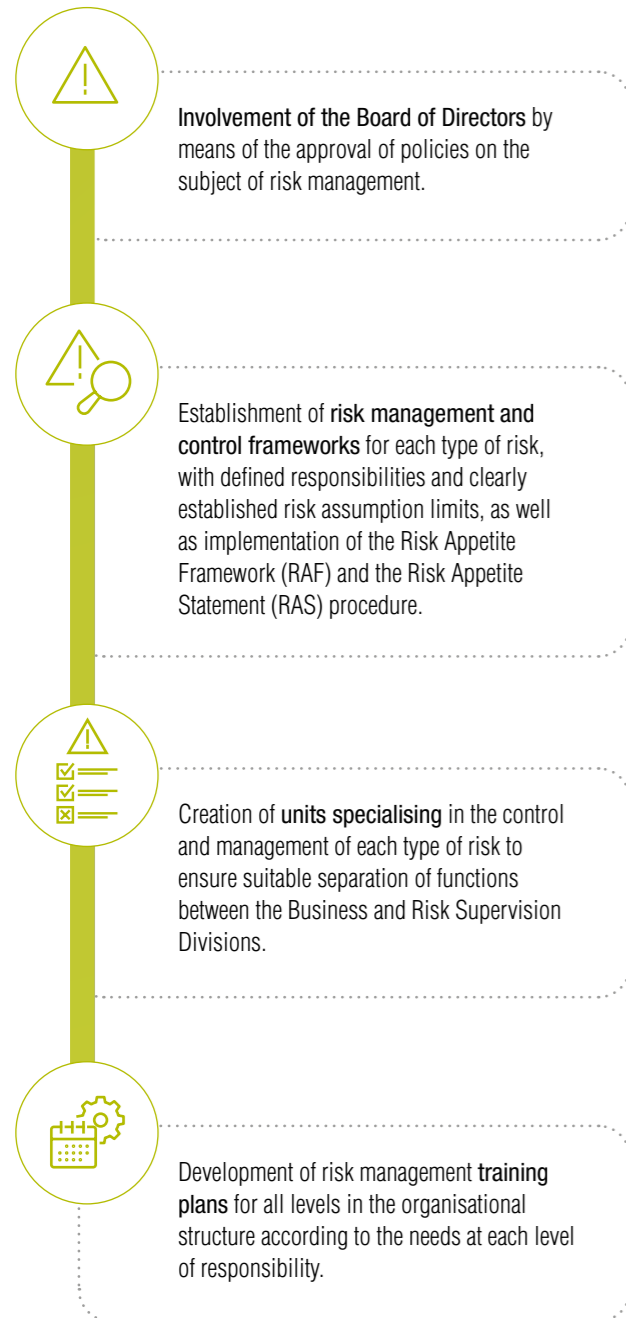 Involvement of the Board of Directors by
means of the approval of policies on the
subject of risk management.
Establishment of risk management and
control frameworks for each type of risk,
with defined responsibilities and clearly
established risk assumption limits, as well
as implementation of the Risk Appetite
Framework (RAF) and the Risk Appetite
Statement (RAS) procedure.
Creation of units specialising in the control
and management of each type of risk to
ensure suitable separation of functions
between the Business and Risk Supervision
Divisions.
Development of risk management training
plans for all levels in the organisational
structure according to the needs at each level
of responsibility.